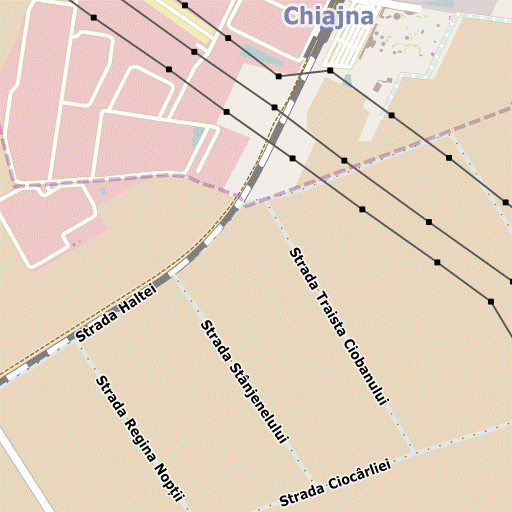 Chiajna
Strada Traista Ciobanului
Strada Haltei
Strada Stânjenelului
Strada Regina Nopții
Strada Ciocârliei